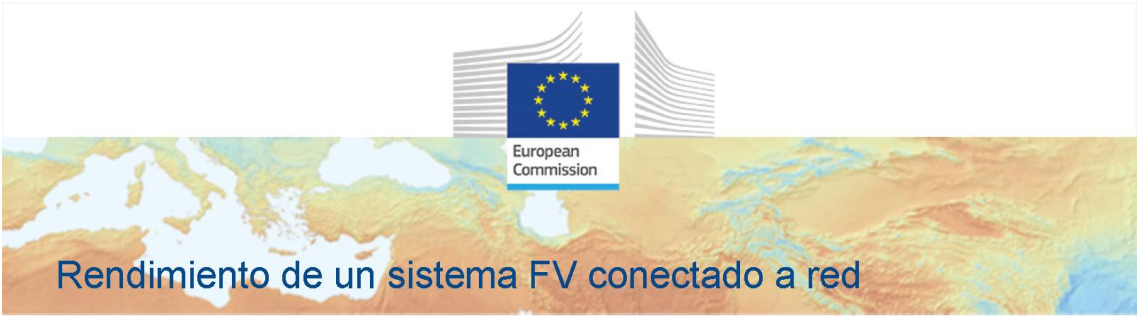 European
Commission
Rendimiento de un sistema FV conectado a red